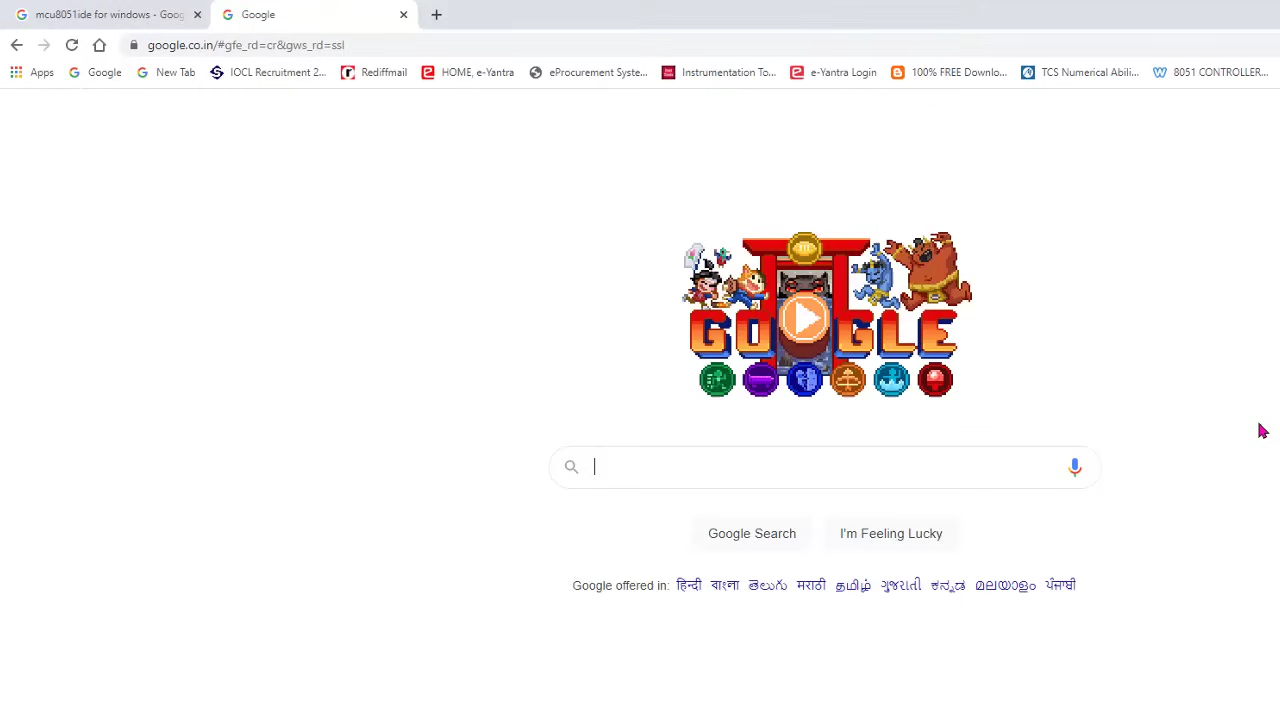 mcu8051ide for windows - Goog
Google
google.co.in/#gfe_rd=cr&gws_rd=ssl
Apps Google New Tab IOCL Recruitment 2... Rediffmail HOME, e-Yantra eProcurement Syste... Instrumentation To... e-Yantra Login 100% FREE Downlo... TCS Numerical Abili... 8051 CONTROLLER...
GOOGLE
Google Search I'm Feeling Lucky
Google offered in: हिन्दी বাংলা తెలుగు मराठी தமிழ் ગુજરાતી ಕನ್ನಡ മലയാളം ਪੰਜਾਬੀ